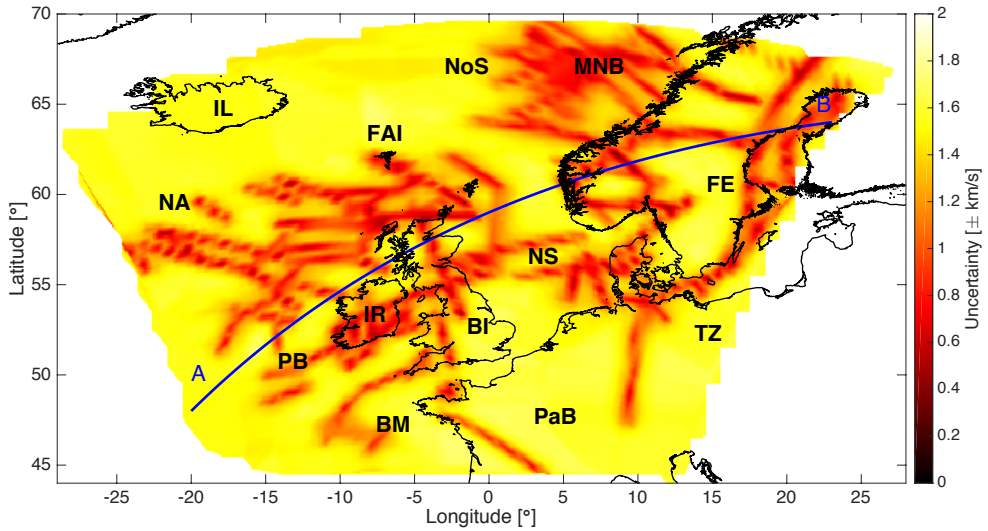 NoS
MNB
IL
B
FAI
NA
FE
NS
IR
BI
TZ
PB
A
BM
PaB
65
60
55
50
45
-25
-20
-15
-10
-5
0
5
10
15
20
25
Longitude [°]
Latitude [°]
2
1.8
1.6
1.4
1.2
1
0.8
0.6
0.4
0.2
0
Uncertainty [± km/s]